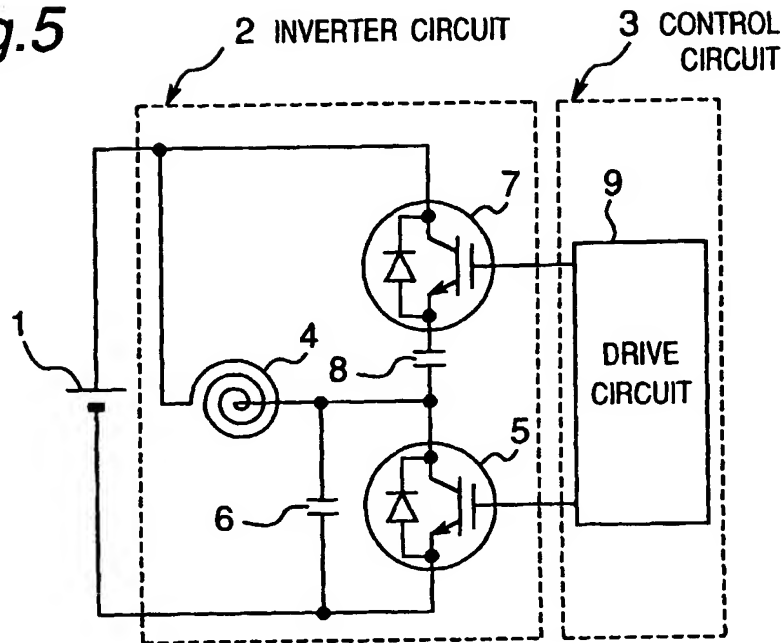 g.5
2 INVERTER CIRCUIT
3 CONTROL
CIRCUIT
7
9
1
4
8
DRIVE
CIRCUIT
5
6